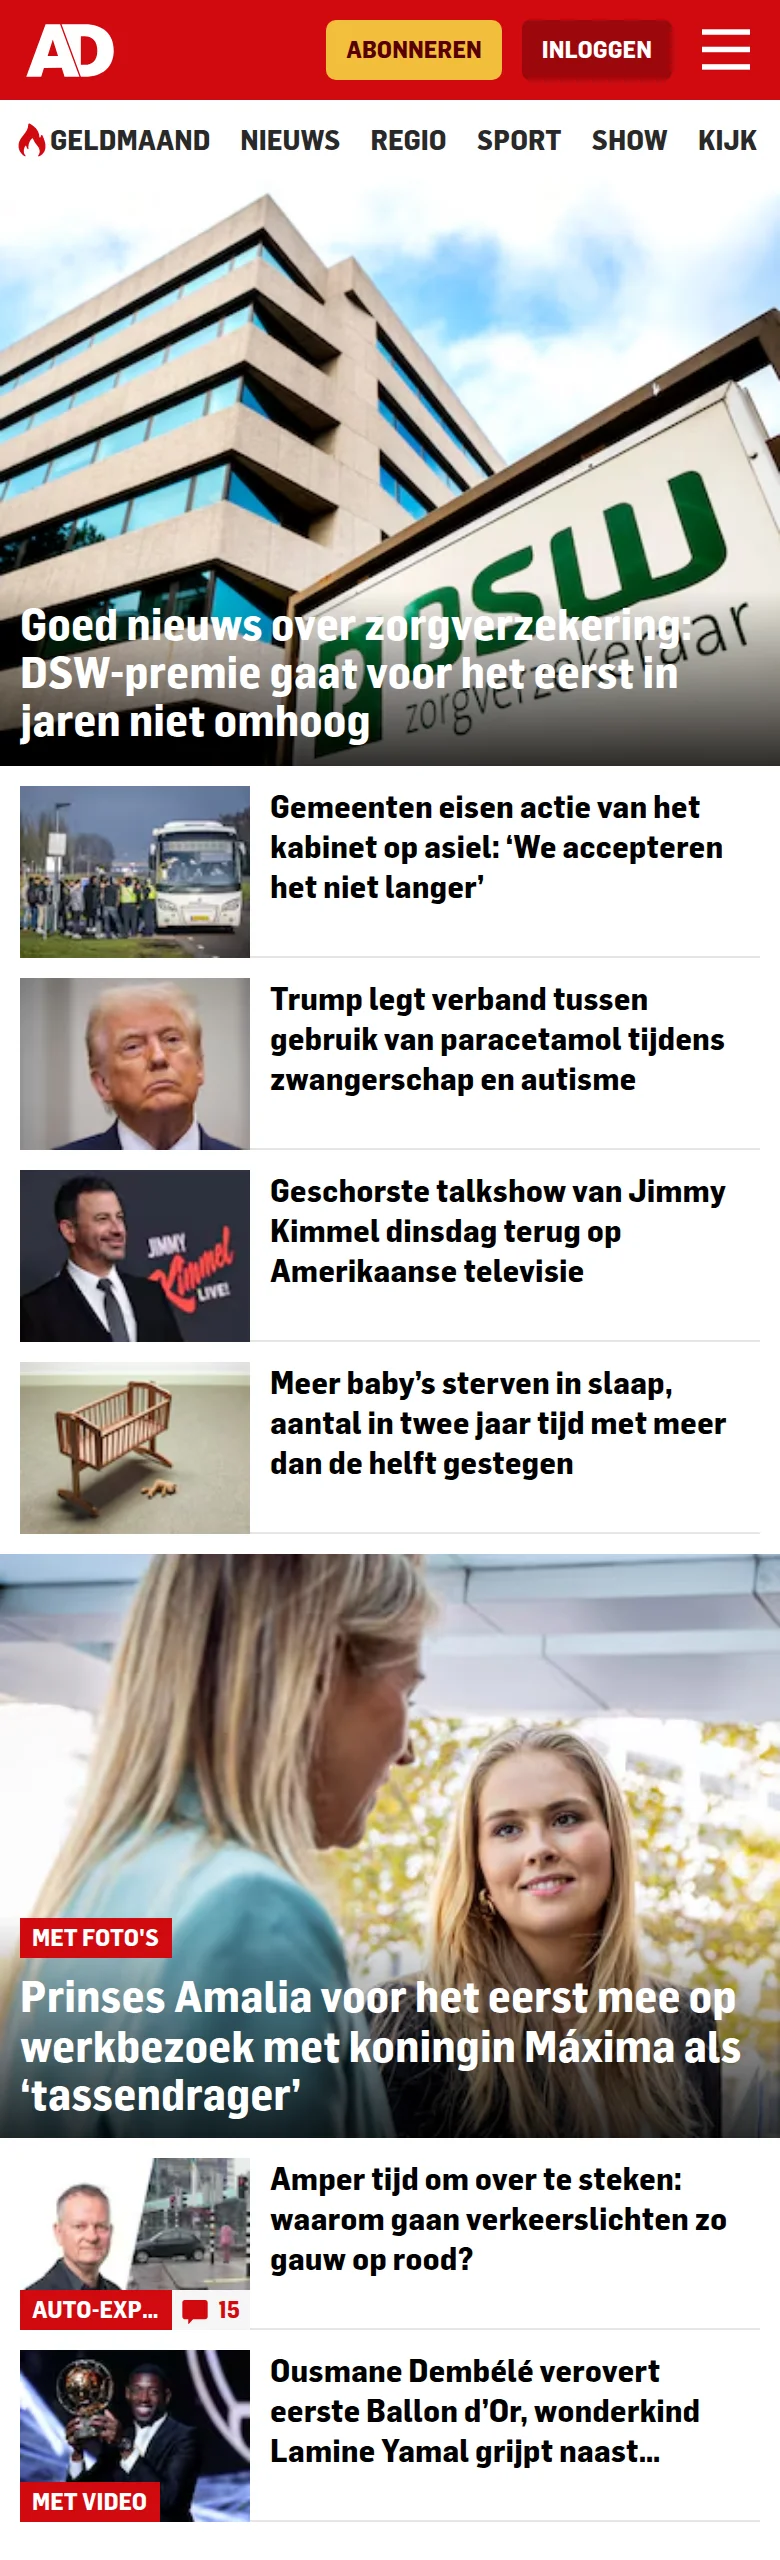 AD
ABONNEREN
INLOGGEN
GELDMAAND NIEUWS REGIO SPORT SHOW KIJK
DSW
zorgverzekeraar
Goed nieuws over zorgverzekering:
DSW-premie gaat voor het eerst in
jaren niet omhoog
Gemeenten eisen actie van het
kabinet op asiel: ‘We accepteren
het niet langer’
Trump legt verband tussen
gebruik van paracetamol tijdens
zwangerschap en autisme
JIMMY
Kimmel
LIVE!
Geschorste talkshow van Jimmy
Kimmel dinsdag terug op
Amerikaanse televisie
Meer baby’s sterven in slaap,
aantal in twee jaar tijd met meer
dan de helft gestegen
MET FOTO'S
Prinses Amalia voor het eerst mee op
werkbezoek met koningin Máxima als
‘tassendrager’
Amper tijd om over te steken:
waarom gaan verkeerslichten zo
gauw op rood?
AUTO-EXP... 15
Ousmane Dembélé verovert
eerste Ballon d’Or, wonderkind
Lamine Yamal grijpt naast...
MET VIDEO